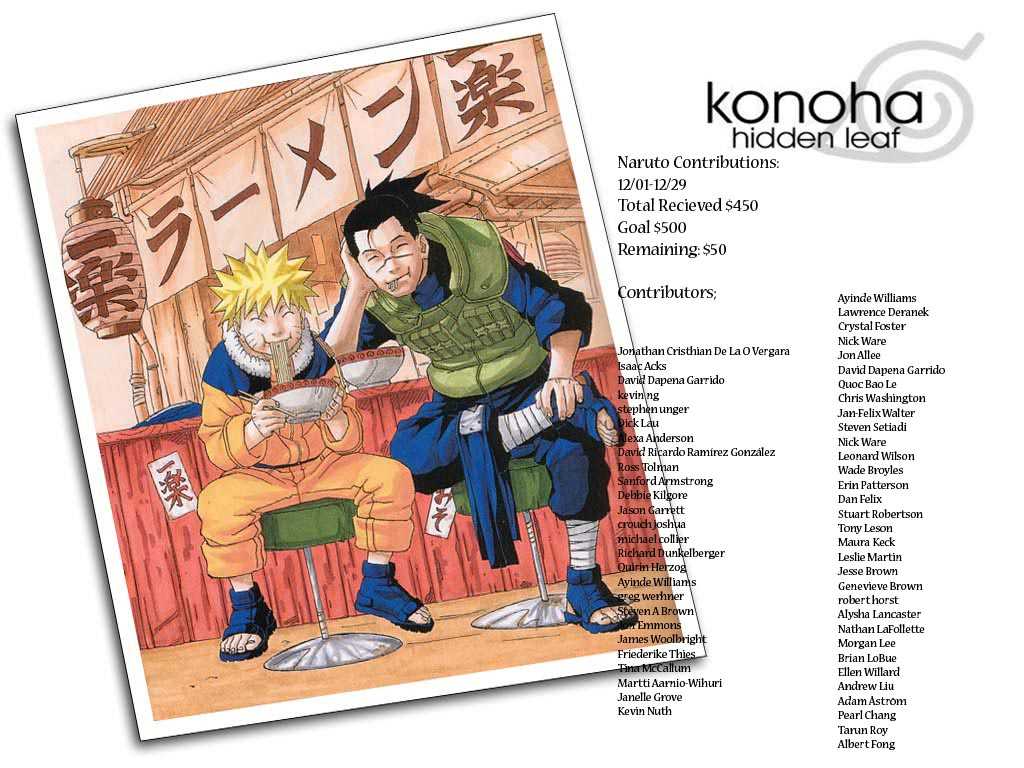 ラーメン一楽
一楽
一楽
みそ
konoha
hidden leaf
Naruto Contributions:
12/01-12/29
Total Recieved $450
Goal $500
Remaining: $50
Contributors;
Jonathan Cristhian De La O Vergara
Isaac Acks
David Dapena Garrido
kevin ng
stephen unger
Dick Lau
Alexa Anderson
David Ricardo Ramírez González
Ross Tolman
Sanford Armstrong
Debbie Kilgore
Jason Garrett
crouch joshua
michael collier
Richard Dunkelberger
Quirin Herzog
Ayinde Williams
greg werhner
Steven A Brown
Emmons
James Woolbright
Friederike Thies
Tina McCallum
Martti Aarnio-Wihuri
Janelle Grove
Kevin Nuth
Ayinde Williams
Lawrence Deranek
Crystal Foster
Nick Ware
Jon Allee
David Dapena Garrido
Quoc Bao Le
Chris Washington
Jan-Felix Walter
Steven Setiadi
Nick Ware
Leonard Wilson
Wade Broyles
Erin Patterson
Dan Felix
Stuart Robertson
Tony Leson
Maura Keck
Leslie Martin
Jesse Brown
Genevieve Brown
robert horst
Alysha Lancaster
Nathan LaFollette
Morgan Lee
Brian LoBue
Ellen Willard
Andrew Liu
Adam Åström
Pearl Chang
Tarun Roy
Albert Fong